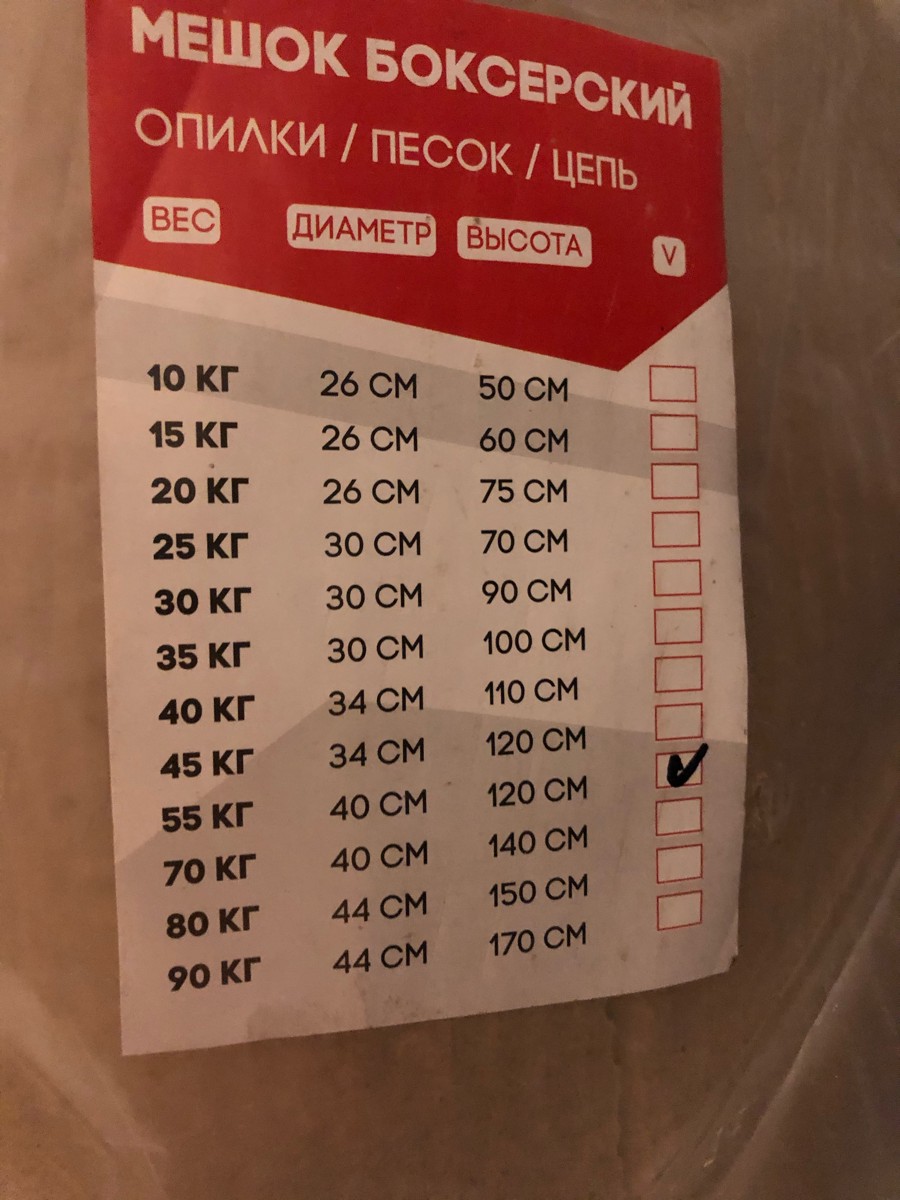 МЕШОК БОКСЕРСКИЙ
ОПИЛКИ / ПЕСОК / ЦЕПЬ
ВЕС ДИАМЕТР ВЫСОТА V
10 КГ 26 СМ 50 СМ
15 КГ 26 СМ 60 СМ
20 КГ 26 СМ 75 СМ
25 КГ 30 СМ 70 СМ
30 КГ 30 СМ 90 СМ
35 КГ 30 СМ 100 СМ
40 КГ 34 СМ 110 СМ
45 КГ 34 СМ 120 СМ
55 КГ 40 СМ 120 СМ
70 КГ 40 СМ 140 СМ
80 КГ 44 СМ 150 СМ
90 КГ 44 СМ 170 СМ